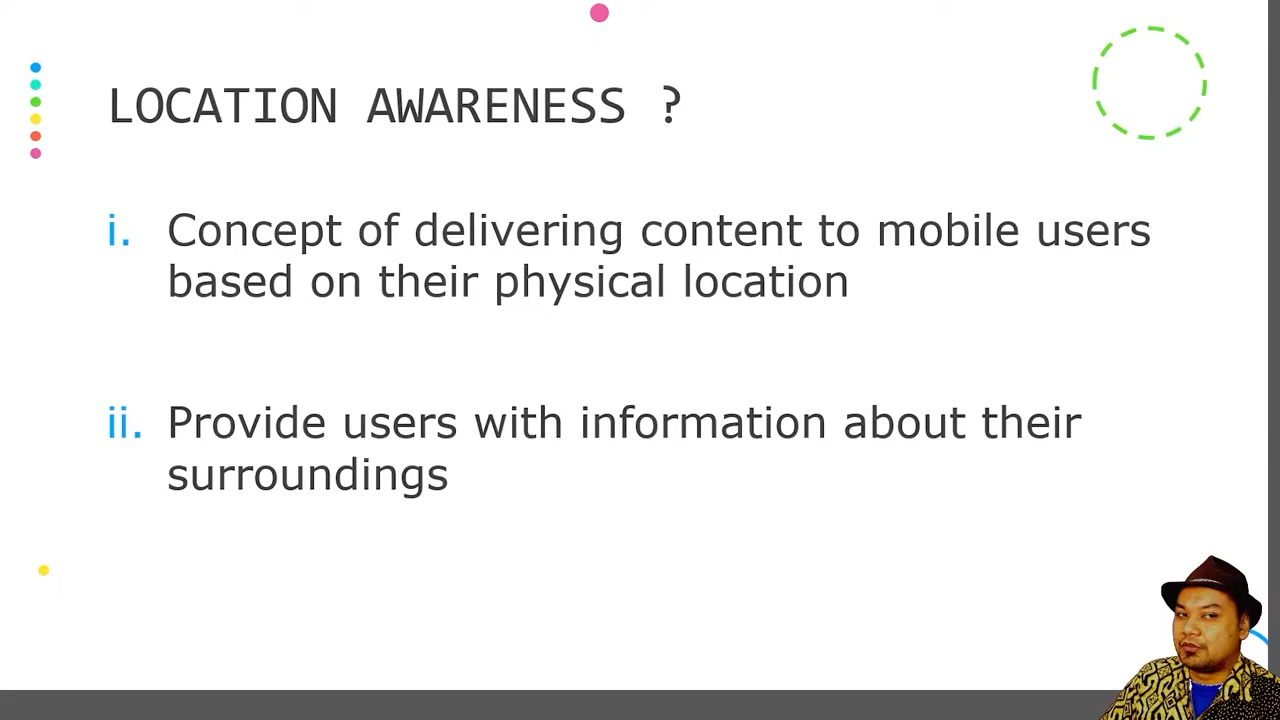 LOCATION AWARENESS ?
i. Concept of delivering content to mobile users
based on their physical location
ii. Provide users with information about their
surroundings